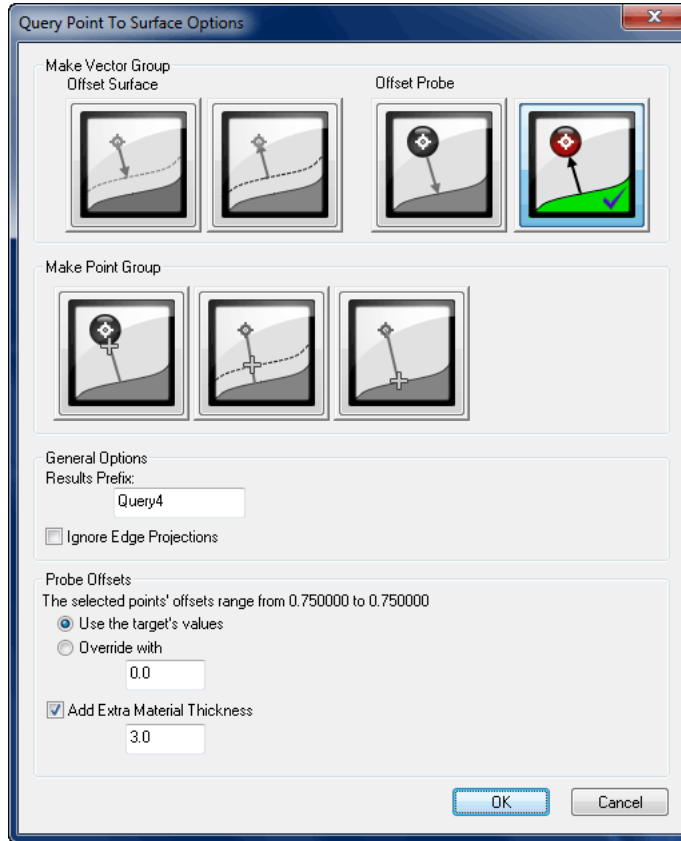 Query Point To Surface Options
Make Vector Group
Offset Surface
Offset Probe
Make Point Group
General Options
Results Prefix:
Query4
Ignore Edge Projections
Probe Offsets
The selected points' offsets range from 0.750000 to 0.750000
Use the target's values
Override with
0.0
Add Extra Material Thickness
3.0
OK
Cancel